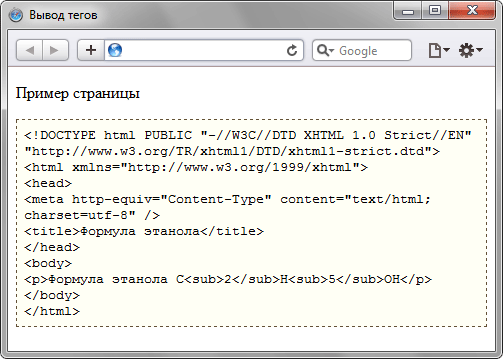 Вывод тегов
Google
Пример страницы
<!DOCTYPE html PUBLIC "-//W3C//DTD XHTML 1.0 Strict//EN"
"http://www.w3.org/TR/xhtml1/DTD/xhtml1-strict.dtd">
<html xmlns="http://www.w3.org/1999/xhtml">
<head>
<meta http-equiv="Content-Type" content="text/html;
charset=utf-8" />
<title>Формула этанола</title>
</head>
<body>
<p>Формула этанола C<sub>2</sub>H<sub>5</sub>OH</p>
</body>
</html>